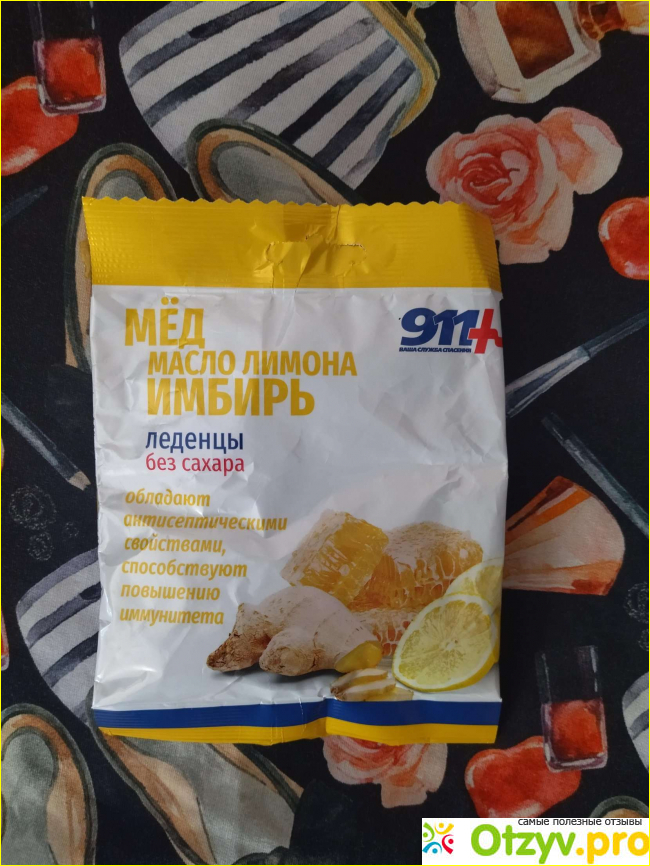 МЁД
МАСЛО ЛИМОНА
ИМБИРЬ
911+
ВАША СЛУЖБА СПАСЕНИЯ
леденцы
без сахара
обладают
антисептическими
свойствами,
способствуют
повышению
иммунитета
самые полезные отзывы
Otzyv.pro